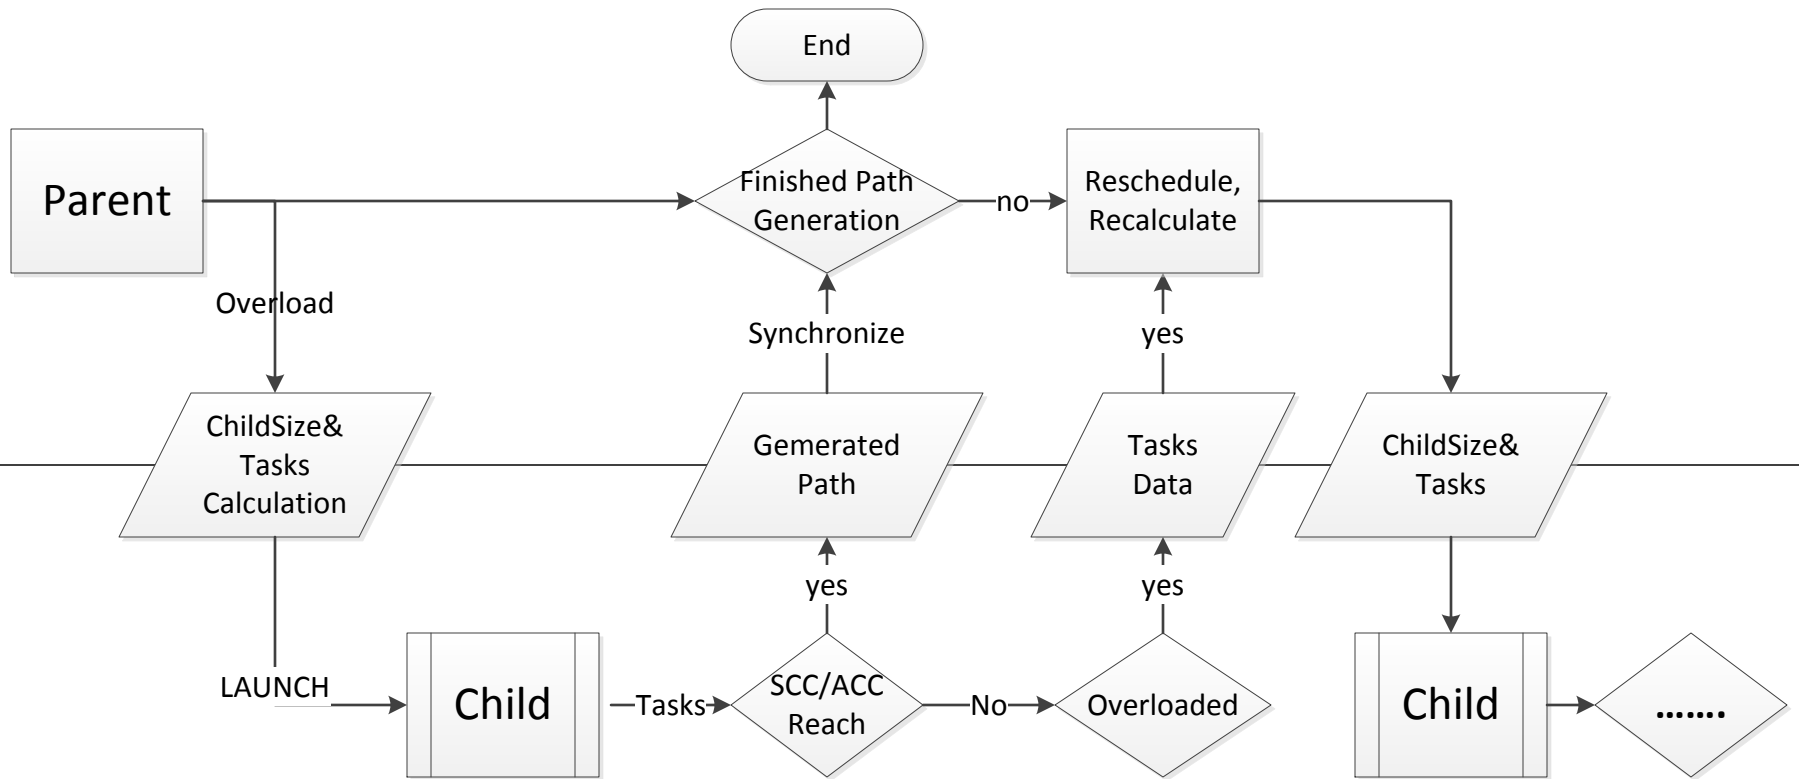 End
Parent
Finished Path
Generation
no
Reschedule,
Recalculate
Overload
Synchronize
yes
ChildSize&
Tasks
Calculation
Gemerated
Path
Tasks
Data
ChildSize&
Tasks
yes
yes
LAUNCH
Child
Tasks
SCC/ACC
Reach
No
Overloaded
Child
.......